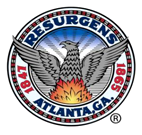 RESURGENS
1847
1865
ATLANTA,GA.
®